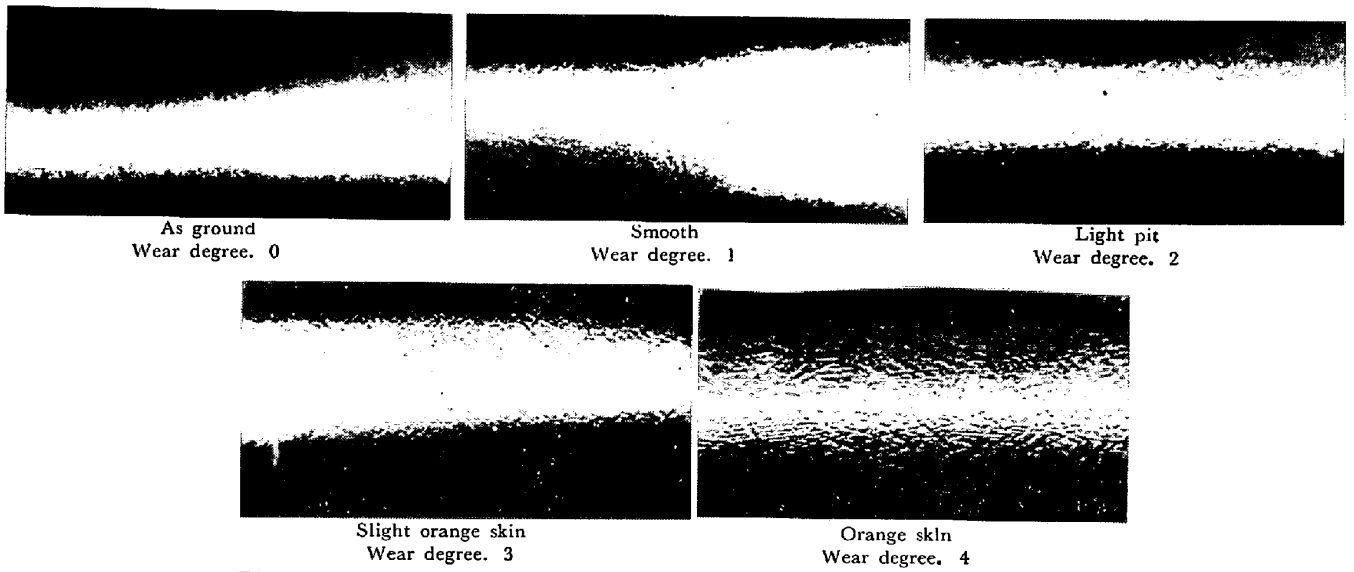 As ground
Wear degree. 0
Smooth
Wear degree. 1
Light pit
Wear degree. 2
Slight orange skin
Wear degree. 3
Orange skin
Wear degree. 4